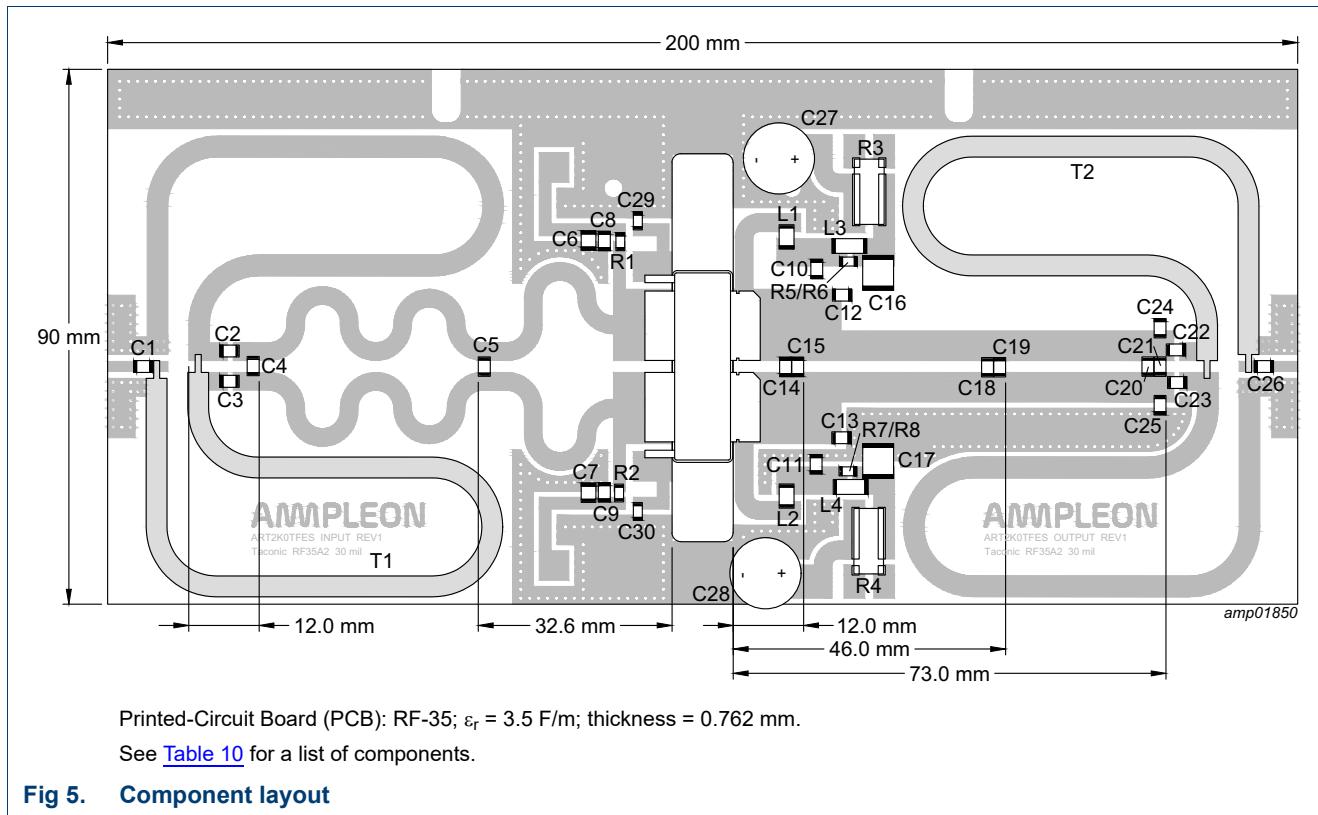 200 mm
90 mm
C27
R3
T2
C29
C8
C6
R1
L1
L3
C10
R5/R6
C12
C16
C24
C22
C21
C1
C2
C4
C3
C5
C15
C14
C19
C18
C20
C23
C25
C26
C13
R7/R8
C11
C17
C7
R2
C9
C30
L2
L4
AMPLEON
ART2K0TFES INPUT REV1
Taconic RF35A2 30 mil
T1
AMPLEON
ART2K0TFES OUTPUT REV1
Taconic RF35A2 30 mil
- +
- +
C28
R4
amp01850
12.0 mm
32.6 mm
12.0 mm
46.0 mm
73.0 mm
Printed-Circuit Board (PCB): RF-35; εr = 3.5 F/m; thickness = 0.762 mm.
See Table 10 for a list of components.
Fig 5. Component layout